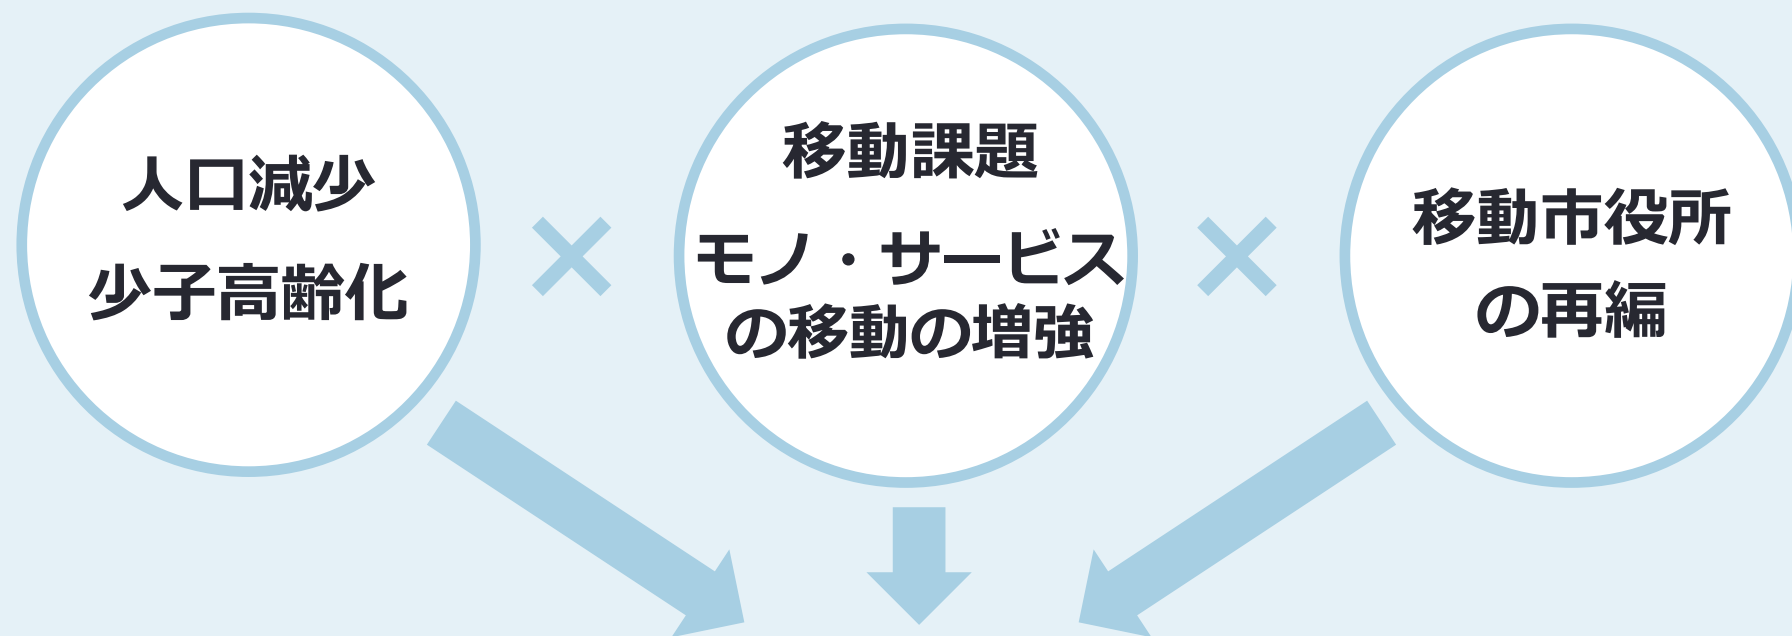 人口減少
少子高齢化
×
移動課題
モノ・サービス
の移動の増強
×
移動市役所
の再編